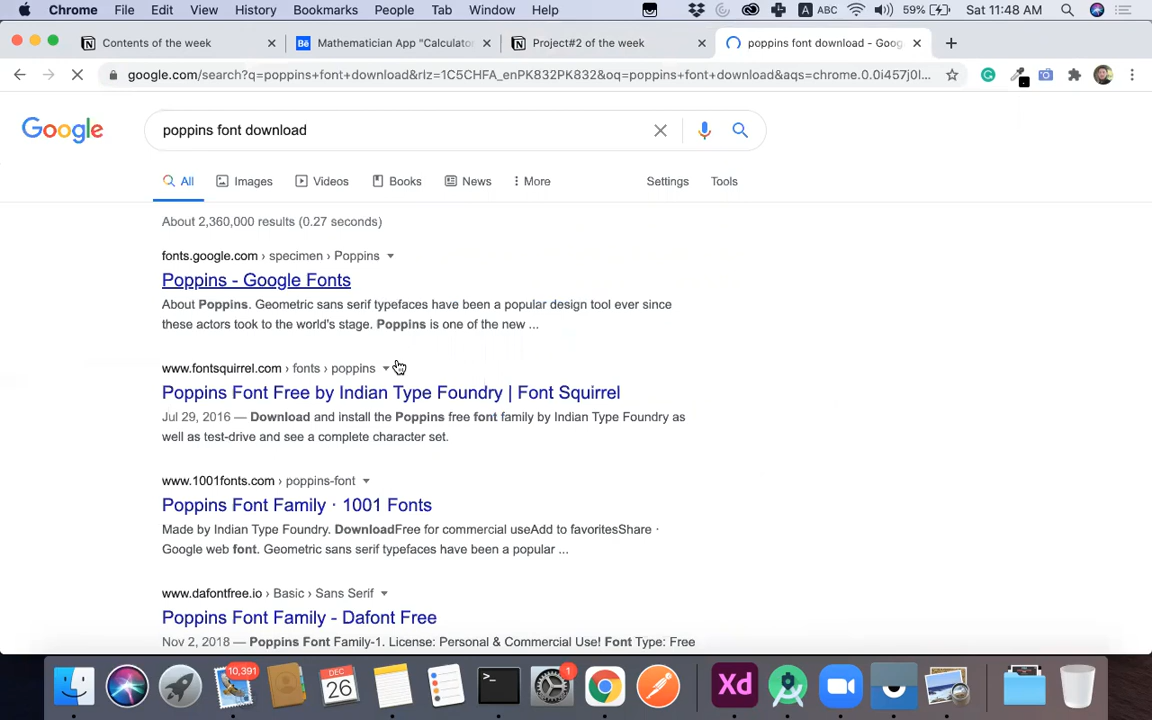 Chrome File Edit View History Bookmarks People Tab Window Help A ABC 59% Sat 11:48 AM
Contents of the week Mathematician App "Calculator Project#2 of the week poppins font download - Goog
google.com/search?q=poppins+font+download&rlz=1C5CHFA_enPK832PK832&oq=poppins+font+download&aqs=chrome.0.0i457j0l...
Google poppins font download
All Images Videos Books News More Settings Tools
About 2,360,000 results (0.27 seconds)
fonts.google.com › specimen › Poppins
Poppins - Google Fonts
About Poppins. Geometric sans serif typefaces have been a popular design tool ever since
these actors took to the world's stage. Poppins is one of the new ...
www.fontsquirrel.com › fonts › poppins
Poppins Font Free by Indian Type Foundry | Font Squirrel
Jul 29, 2016 — Download and install the Poppins free font family by Indian Type Foundry as
well as test-drive and see a complete character set.
www.1001fonts.com › poppins-font
Poppins Font Family · 1001 Fonts
Made by Indian Type Foundry. DownloadFree for commercial useAdd to favoritesShare ·
Google web font. Geometric sans serif typefaces have been a popular ...
www.dafontfree.io › Basic › Sans Serif
Poppins Font Family - Dafont Free
Nov 2, 2018 — Poppins Font Family-1. License: Personal & Commercial Use! Font Type: Free
10,391 DEC 26 >_ 1 Xd